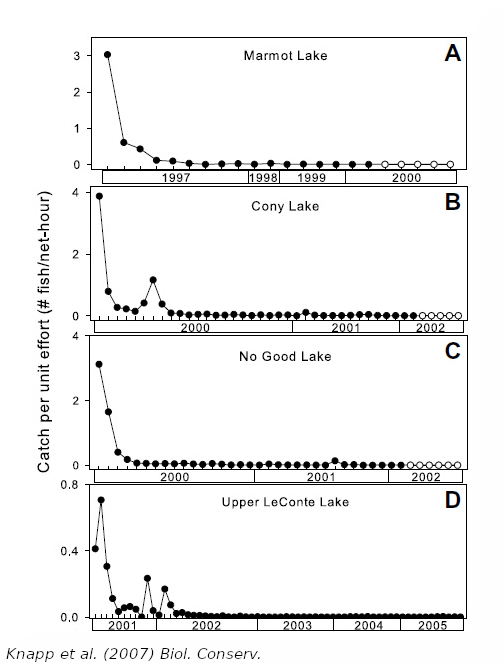 Catch per unit effort (# fish/net-hour)
A
Marmot Lake
3
2
1
0
1997 1998 1999 2000
B
Cony Lake
4
2
0
2000 2001 2002
C
No Good Lake
4
2
0
2000 2001 2002
D
Upper LeConte Lake
0.8
0.4
0.0
2001 2002 2003 2004 2005
Knapp et al. (2007) Biol. Conserv.